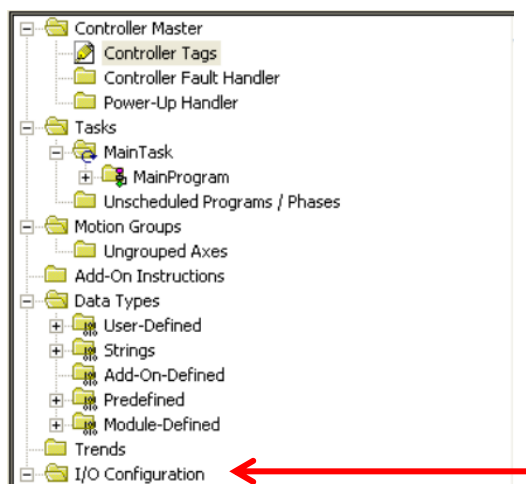 Controller Master
Controller Tags
Controller Fault Handler
Power-Up Handler
Tasks
MainTask
MainProgram
Unscheduled Programs / Phases
Motion Groups
Ungrouped Axes
Add-On Instructions
Data Types
User-Defined
Strings
Add-On-Defined
Predefined
Module-Defined
Trends
I/O Configuration